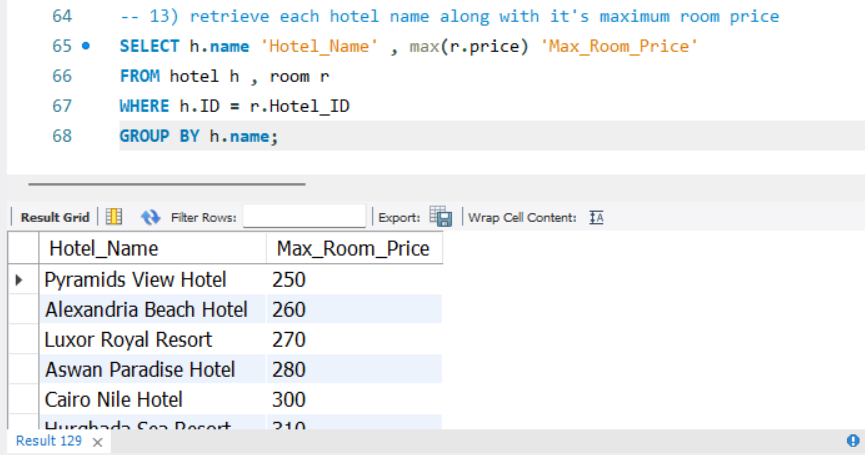 64 -- 13) retrieve each hotel name along with it's maximum room price
65 SELECT h.name 'Hotel_Name' , max(r.price) 'Max_Room_Price'
66 FROM hotel h , room r
67 WHERE h.ID = r.Hotel_ID
68 GROUP BY h.name;
Result Grid Filter Rows: Export: Wrap Cell Content: IA
Hotel_Name Max_Room_Price
Pyramids View Hotel 250
Alexandria Beach Hotel 260
Luxor Royal Resort 270
Aswan Paradise Hotel 280
Cairo Nile Hotel 300
Hurghada Sea Resort 310
Result 129 ×